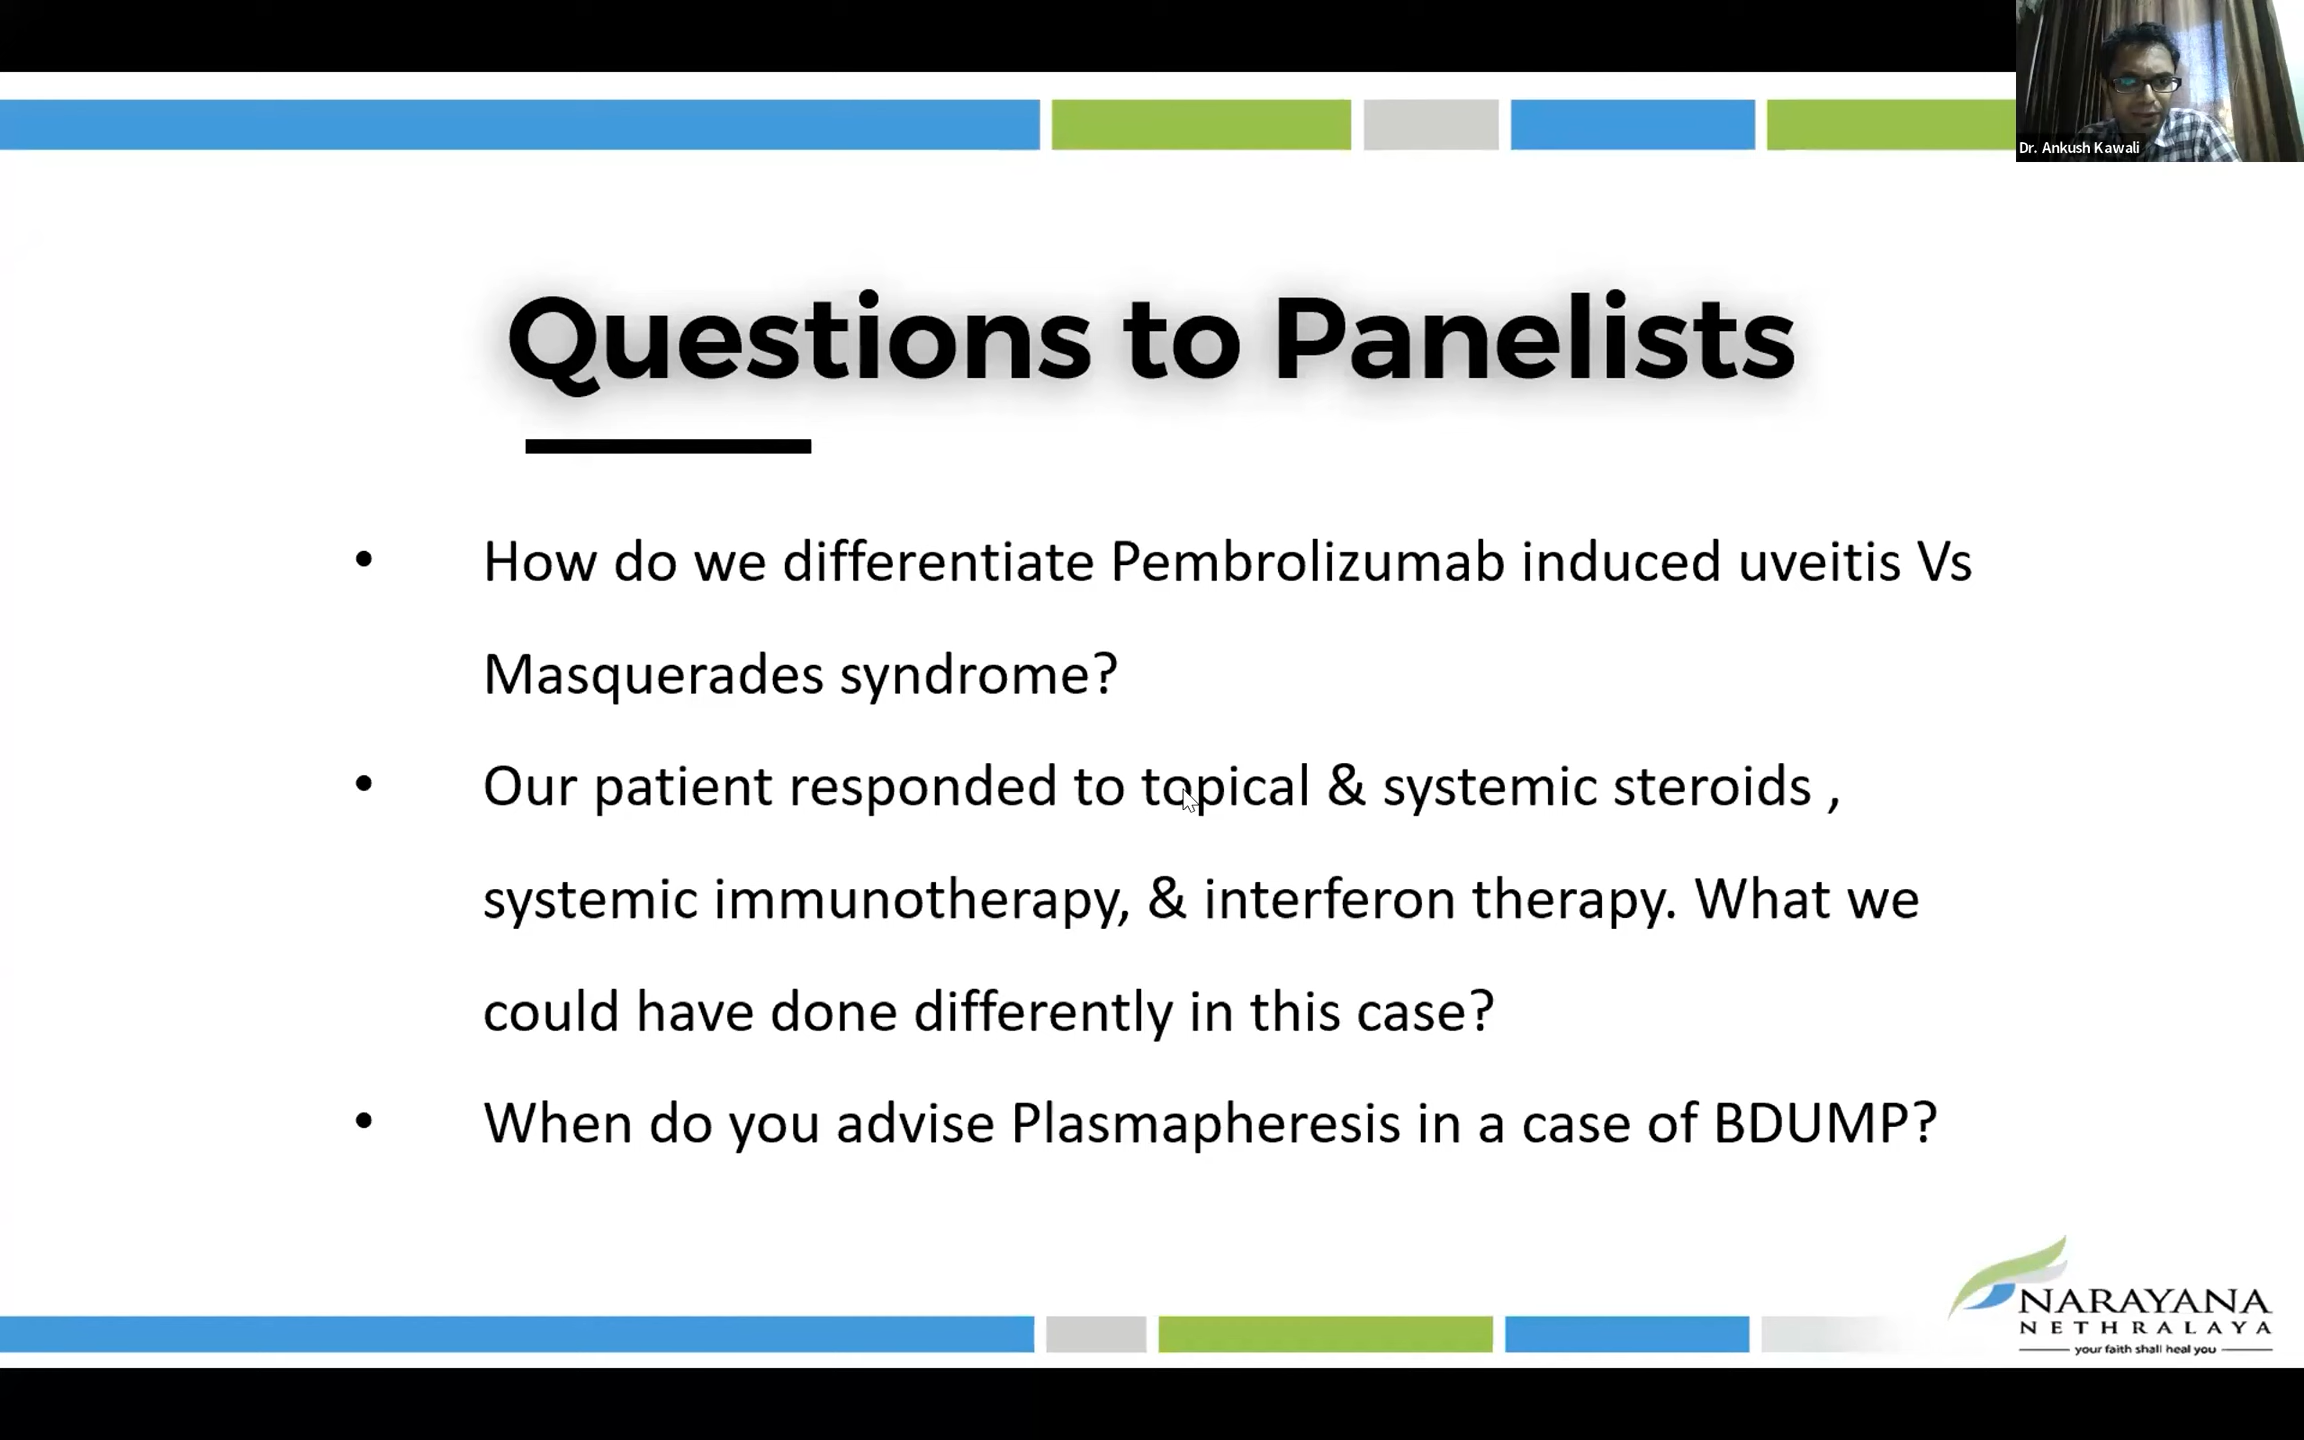 Dr. Ankush Kawali
Questions to Panelists
• How do we differentiate Pembrolizumab induced uveitis Vs
Masquerades syndrome?
• Our patient responded to topical & systemic steroids ,
systemic immunotherapy, & interferon therapy. What we
could have done differently in this case?
• When do you advise Plasmapheresis in a case of BDUMP?
NARAYANA
NETHRALAYA
your faith shall heal you